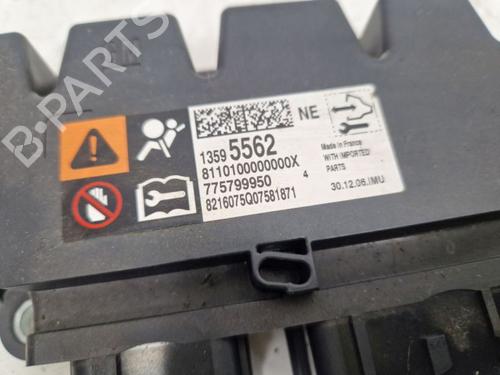 NE
1359 5562
8110100000000X
775799950 4
8216075Q07581871
Made in France
WITH IMPORTED
PARTS
30.12.06.IMU
B-PARTS